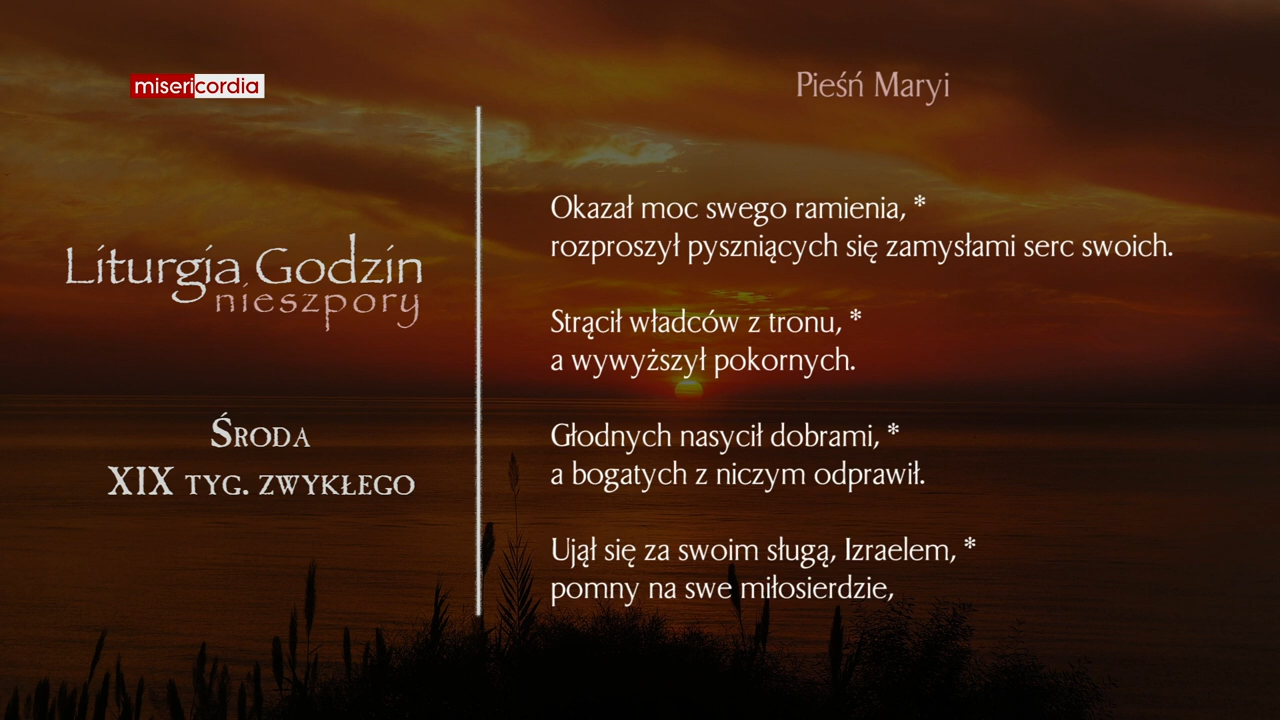 misericordia
Pieśń Maryi
Liturgia Godzin
nieszpory
Środa
XIX tyg. zwykłego
Okazał moc swego ramienia, *
rozproszył pyszniących się zamysłami serc swoich.
Strącił władców z tronu, *
a wywyższył pokornych.
Głodnych nasycił dobrami, *
a bogatych z niczym odprawił.
Ujął się za swoim sługą, Izraelem, *
pomny na swe miłosierdzie,